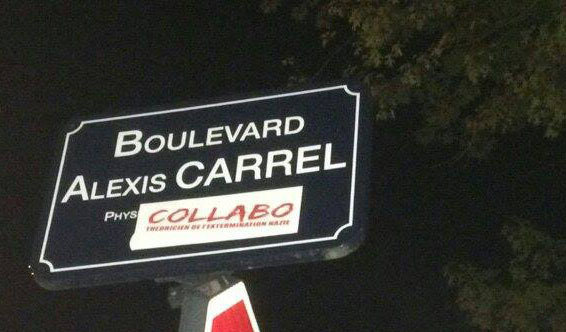 BOULEVARD
ALEXIS CARREL
PHYS
COLLABO
THEORICIEN DE l'EXTERMINATION NAZIE